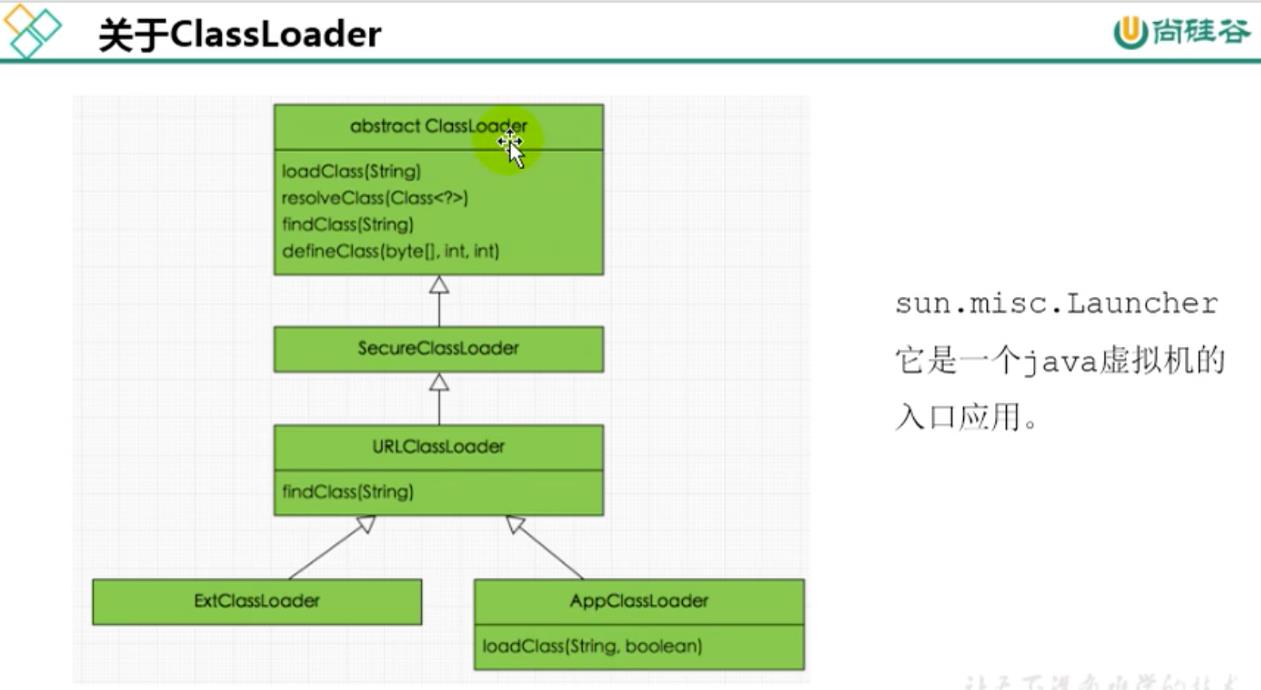 关于ClassLoader
尚硅谷
abstract ClassLoader
loadClass(String)
resolveClass(Class<?>)
findClass(String)
defineClass(byte[], int, int)
SecureClassLoader
URLClassLoader
findClass(String)
ExtClassLoader
AppClassLoader
loadClass(String, boolean)
sun.misc.Launcher
它是一个java虚拟机的
入口应用。